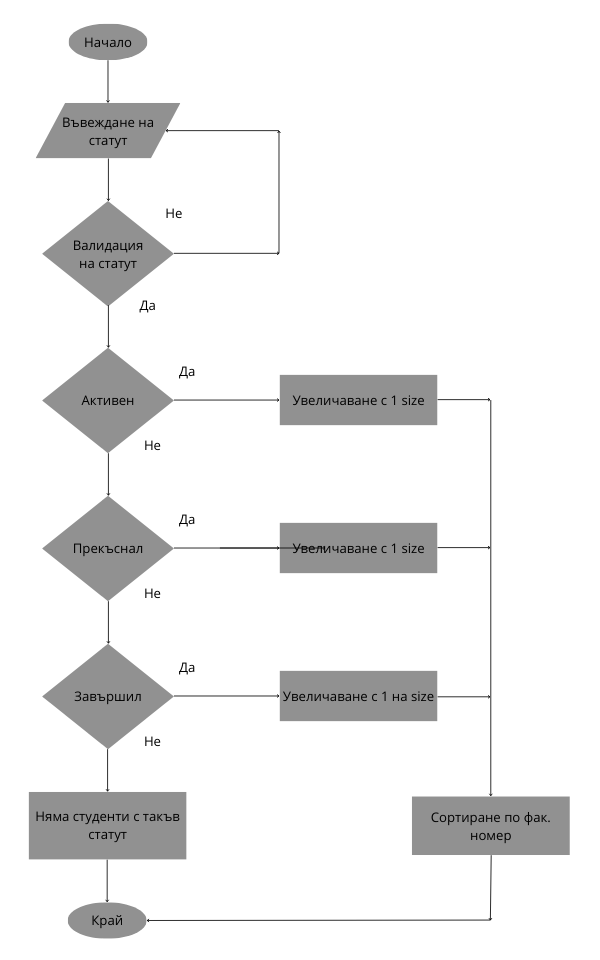 Начало
Въвеждане на
статут
Не
Валидация
на статут
Да
Да
Активен
Увеличаване с 1 size
Не
Да
Прекъснал
Увеличаване с 1 size
Не
Да
Завършил
Увеличаване с 1 на size
Не
Няма студенти с такъв
статут
Сортиране по фак.
номер
Край